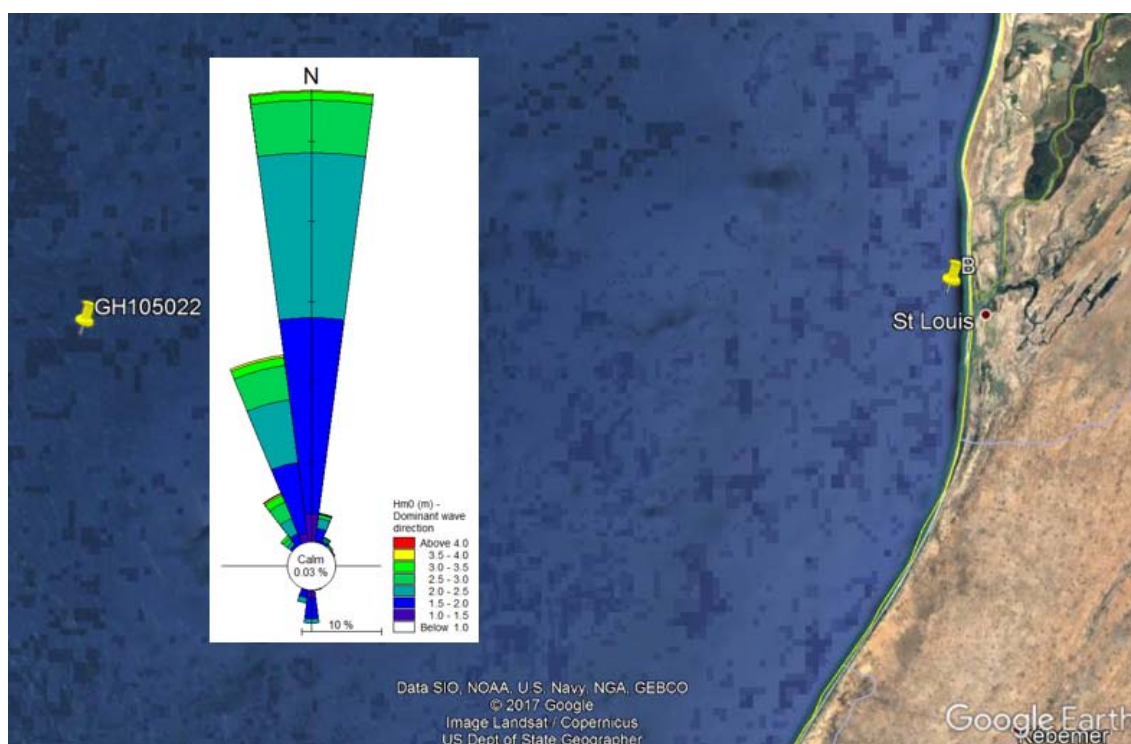 N
GH105022
B
St Louis
Calm
0.03 %
10 %
Hm0 (m) -
Dominant wave
direction
Above 4.0
3.5 - 4.0
3.0 - 3.5
2.5 - 3.0
2.0 - 2.5
1.5 - 2.0
1.0 - 1.5
Below 1.0
Data SIO, NOAA, U.S. Navy, NGA, GEBCO
© 2017 Google
Image Landsat / Copernicus
US Dept of State Geographer
Google Earth
Kebemer